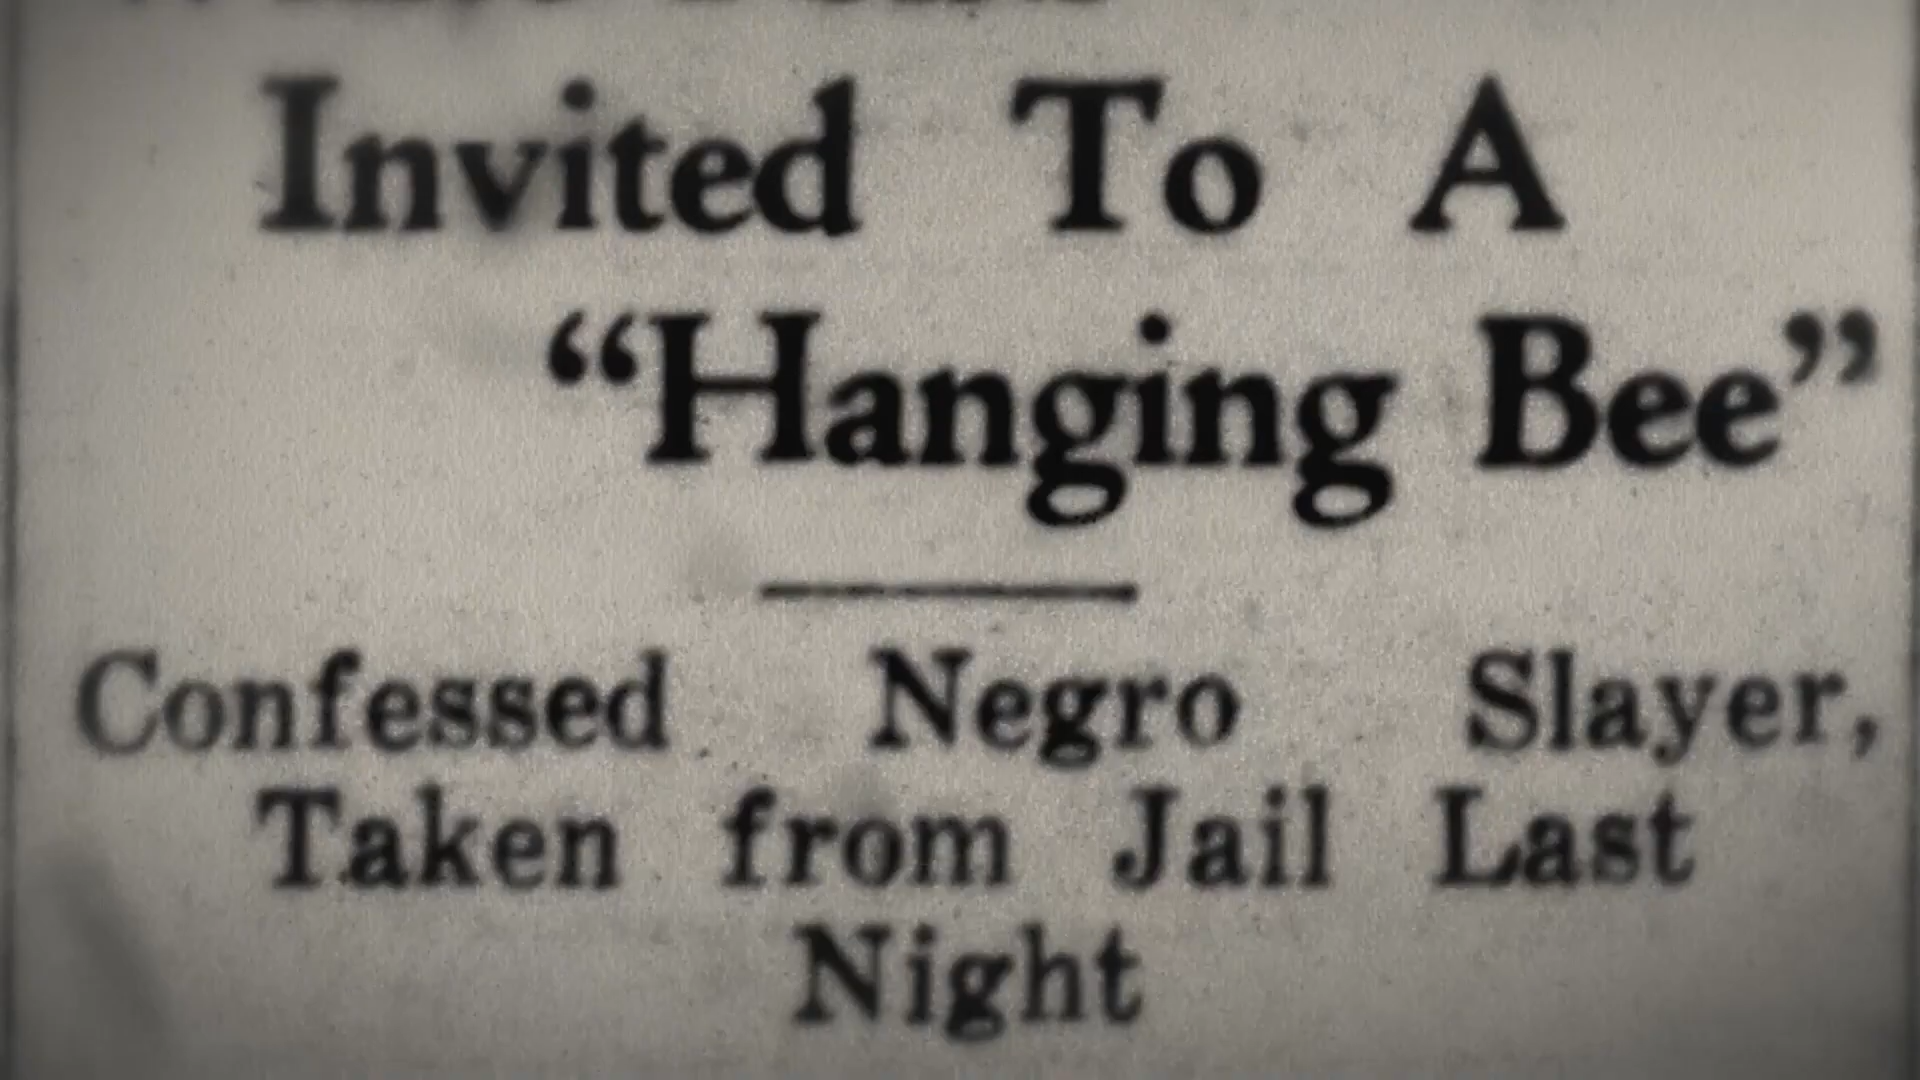 Invited To A
“Hanging Bee”
Confessed Negro Slayer,
Taken from Jail Last
Night